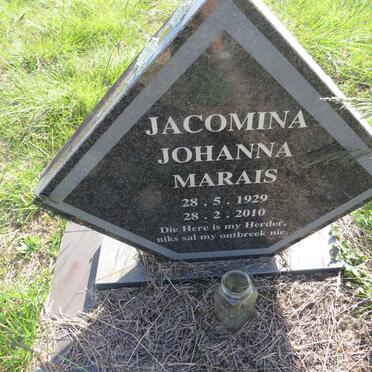 JACOMINA
JOHANNA
MARAIS
28 . 5 . 1929
28 . 2 . 2010
Die Here is my Herder,
niks sal my ontbreek nie.